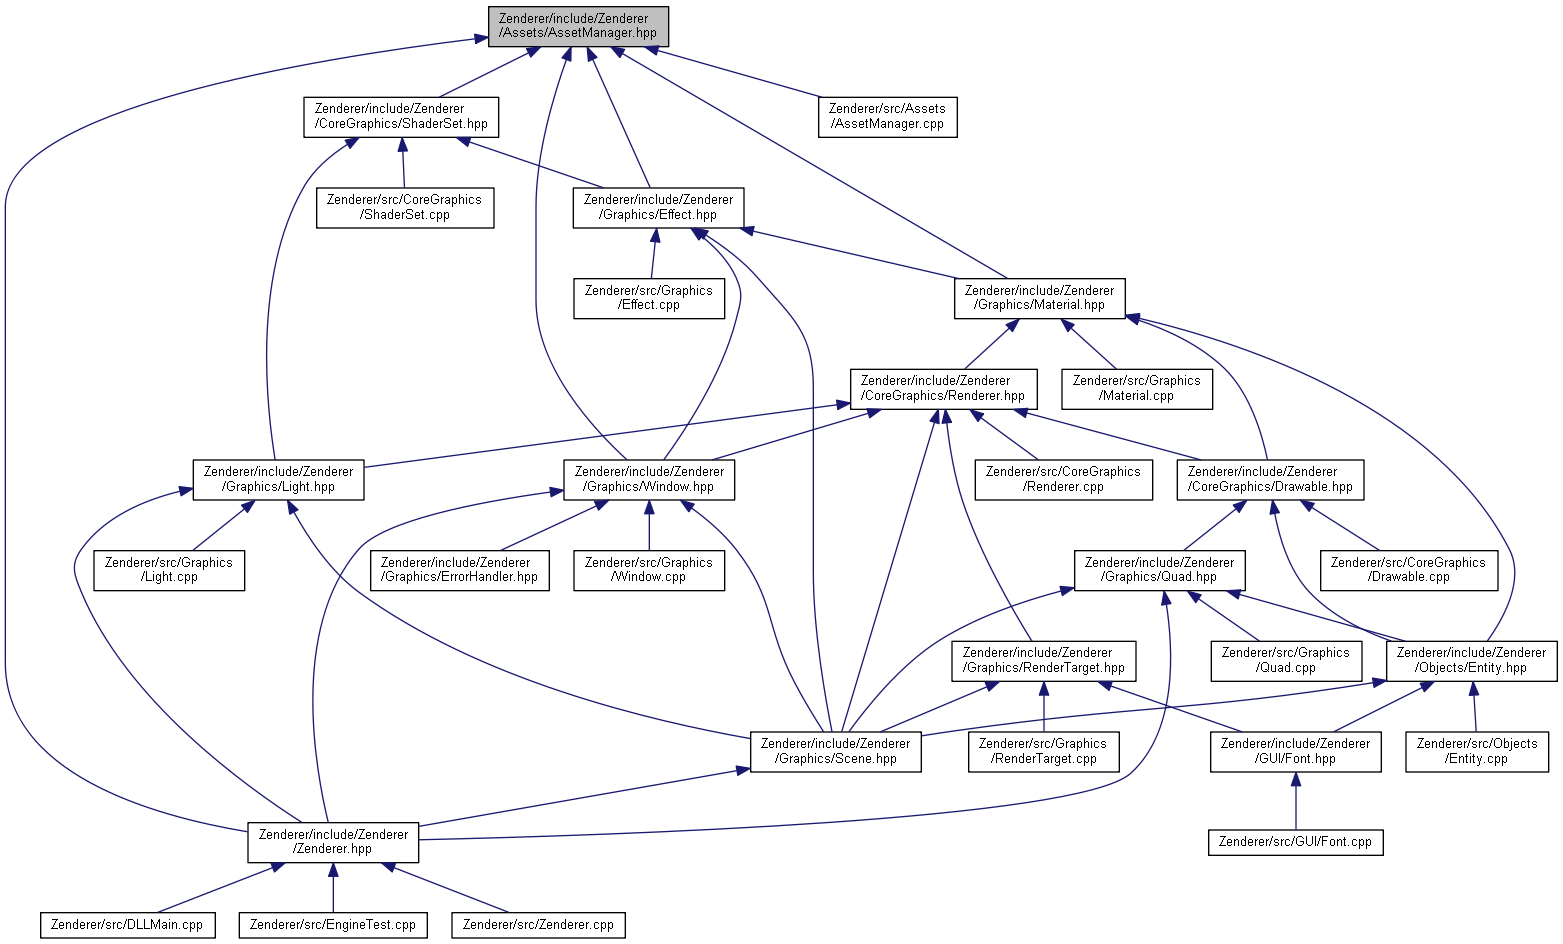 Zenderer/include/Zenderer
/Assets/AssetManager.hpp
Zenderer/include/Zenderer
/CoreGraphics/ShaderSet.hpp
Zenderer/src/Assets
/AssetManager.cpp
Zenderer/src/CoreGraphics
/ShaderSet.cpp
Zenderer/include/Zenderer
/Graphics/Effect.hpp
Zenderer/src/Graphics
/Effect.cpp
Zenderer/include/Zenderer
/Graphics/Material.hpp
Zenderer/include/Zenderer
/CoreGraphics/Renderer.hpp
Zenderer/src/Graphics
/Material.cpp
Zenderer/include/Zenderer
/Graphics/Light.hpp
Zenderer/include/Zenderer
/Graphics/Window.hpp
Zenderer/src/CoreGraphics
/Renderer.cpp
Zenderer/include/Zenderer
/CoreGraphics/Drawable.hpp
Zenderer/src/Graphics
/Light.cpp
Zenderer/include/Zenderer
/Graphics/ErrorHandler.hpp
Zenderer/src/Graphics
/Window.cpp
Zenderer/include/Zenderer
/Graphics/Quad.hpp
Zenderer/src/CoreGraphics
/Drawable.cpp
Zenderer/include/Zenderer
/Graphics/RenderTarget.hpp
Zenderer/src/Graphics
/Quad.cpp
Zenderer/include/Zenderer
/Objects/Entity.hpp
Zenderer/include/Zenderer
/Graphics/Scene.hpp
Zenderer/src/Graphics
/RenderTarget.cpp
Zenderer/include/Zenderer
/GUI/Font.hpp
Zenderer/src/Objects
/Entity.cpp
Zenderer/include/Zenderer
/Zenderer.hpp
Zenderer/src/GUI/Font.cpp
Zenderer/src/DLLMain.cpp
Zenderer/src/EngineTest.cpp
Zenderer/src/Zenderer.cpp